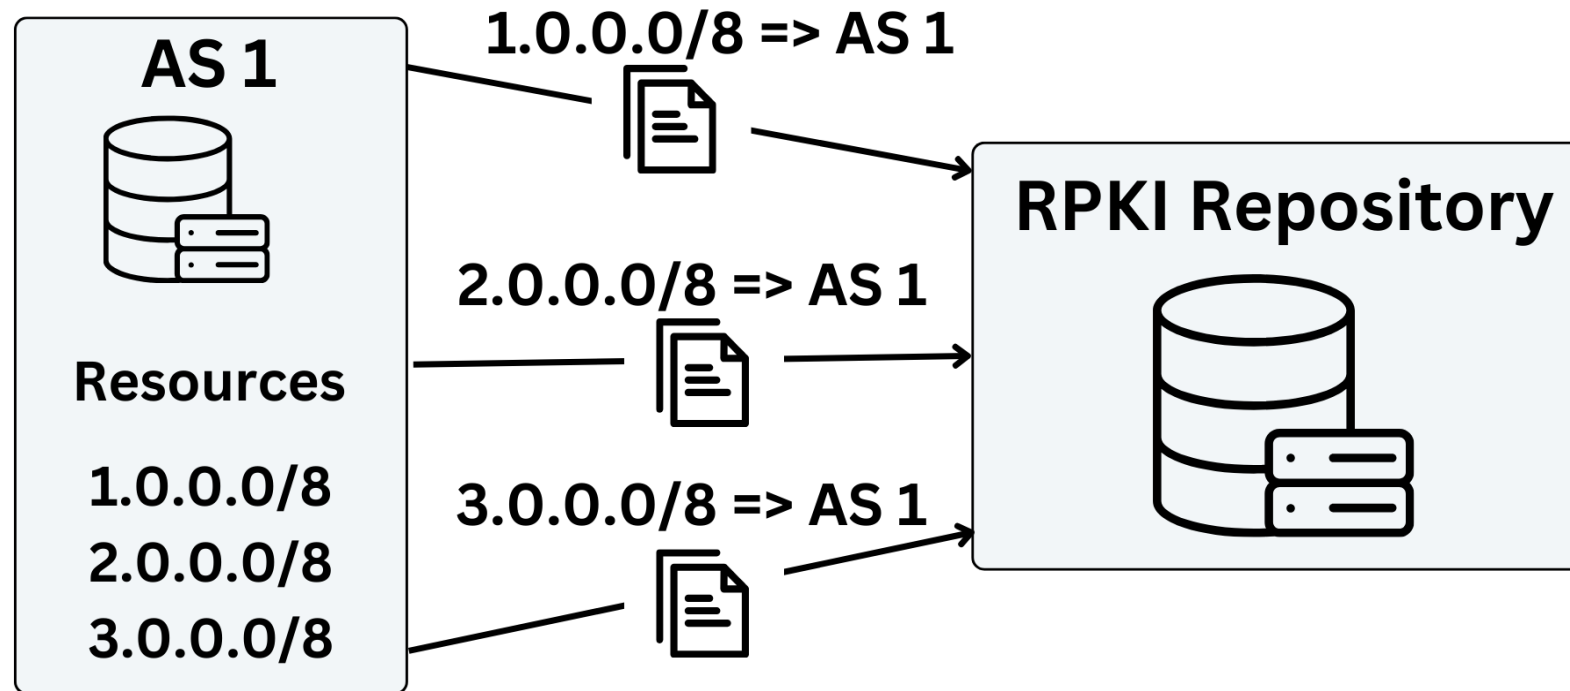 AS 1
Resources
1.0.0.0/8
2.0.0.0/8
3.0.0.0/8
1.0.0.0/8 => AS 1
2.0.0.0/8 => AS 1
3.0.0.0/8 => AS 1
RPKI Repository